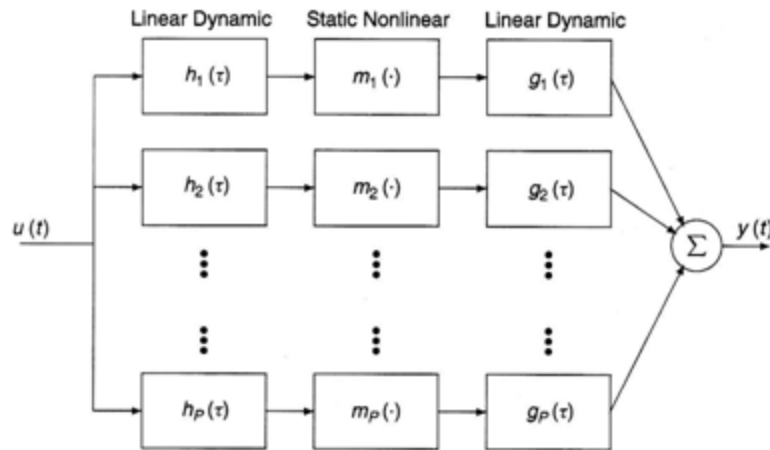 Linear Dynamic Static Nonlinear Linear Dynamic
h₁(τ) m₁(·) g₁(τ)
h₂(τ) m₂(·) g₂(τ)
u(t) Σ y(t)
hₚ(τ) mₚ(·) gₚ(τ)